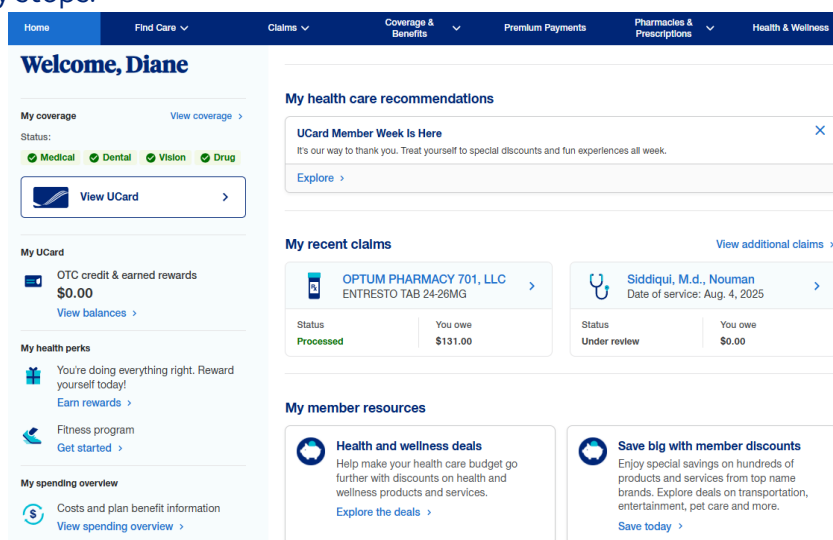 y steps.
Home Find Care Claims Coverage & Benefits Premium Payments Pharmacies & Prescriptions Health & Wellness
Welcome, Diane
My coverage View coverage
Status:
Medical Dental Vision Drug
View UCard
My UCard
OTC credit & earned rewards
$0.00
View balances
My health perks
You're doing everything right. Reward
yourself today!
Earn rewards
Fitness program
Get started
My spending overview
Costs and plan benefit information
View spending overview
My health care recommendations
UCard Member Week Is Here
It's our way to thank you. Treat yourself to special discounts and fun experiences all week.
Explore
My recent claims View additional claims
OPTUM PHARMACY 701, LLC
ENTRESTO TAB 24-26MG
Status You owe
Processed $131.00
Siddiqui, M.d., Nouman
Date of service: Aug. 4, 2025
Status You owe
Under review $0.00
My member resources
Health and wellness deals
Help make your health care budget go
further with discounts on health and
wellness products and services.
Explore the deals
Save big with member discounts
Enjoy special savings on hundreds of
products and services from top name
brands. Explore deals on transportation,
entertainment, pet care and more.
Save today